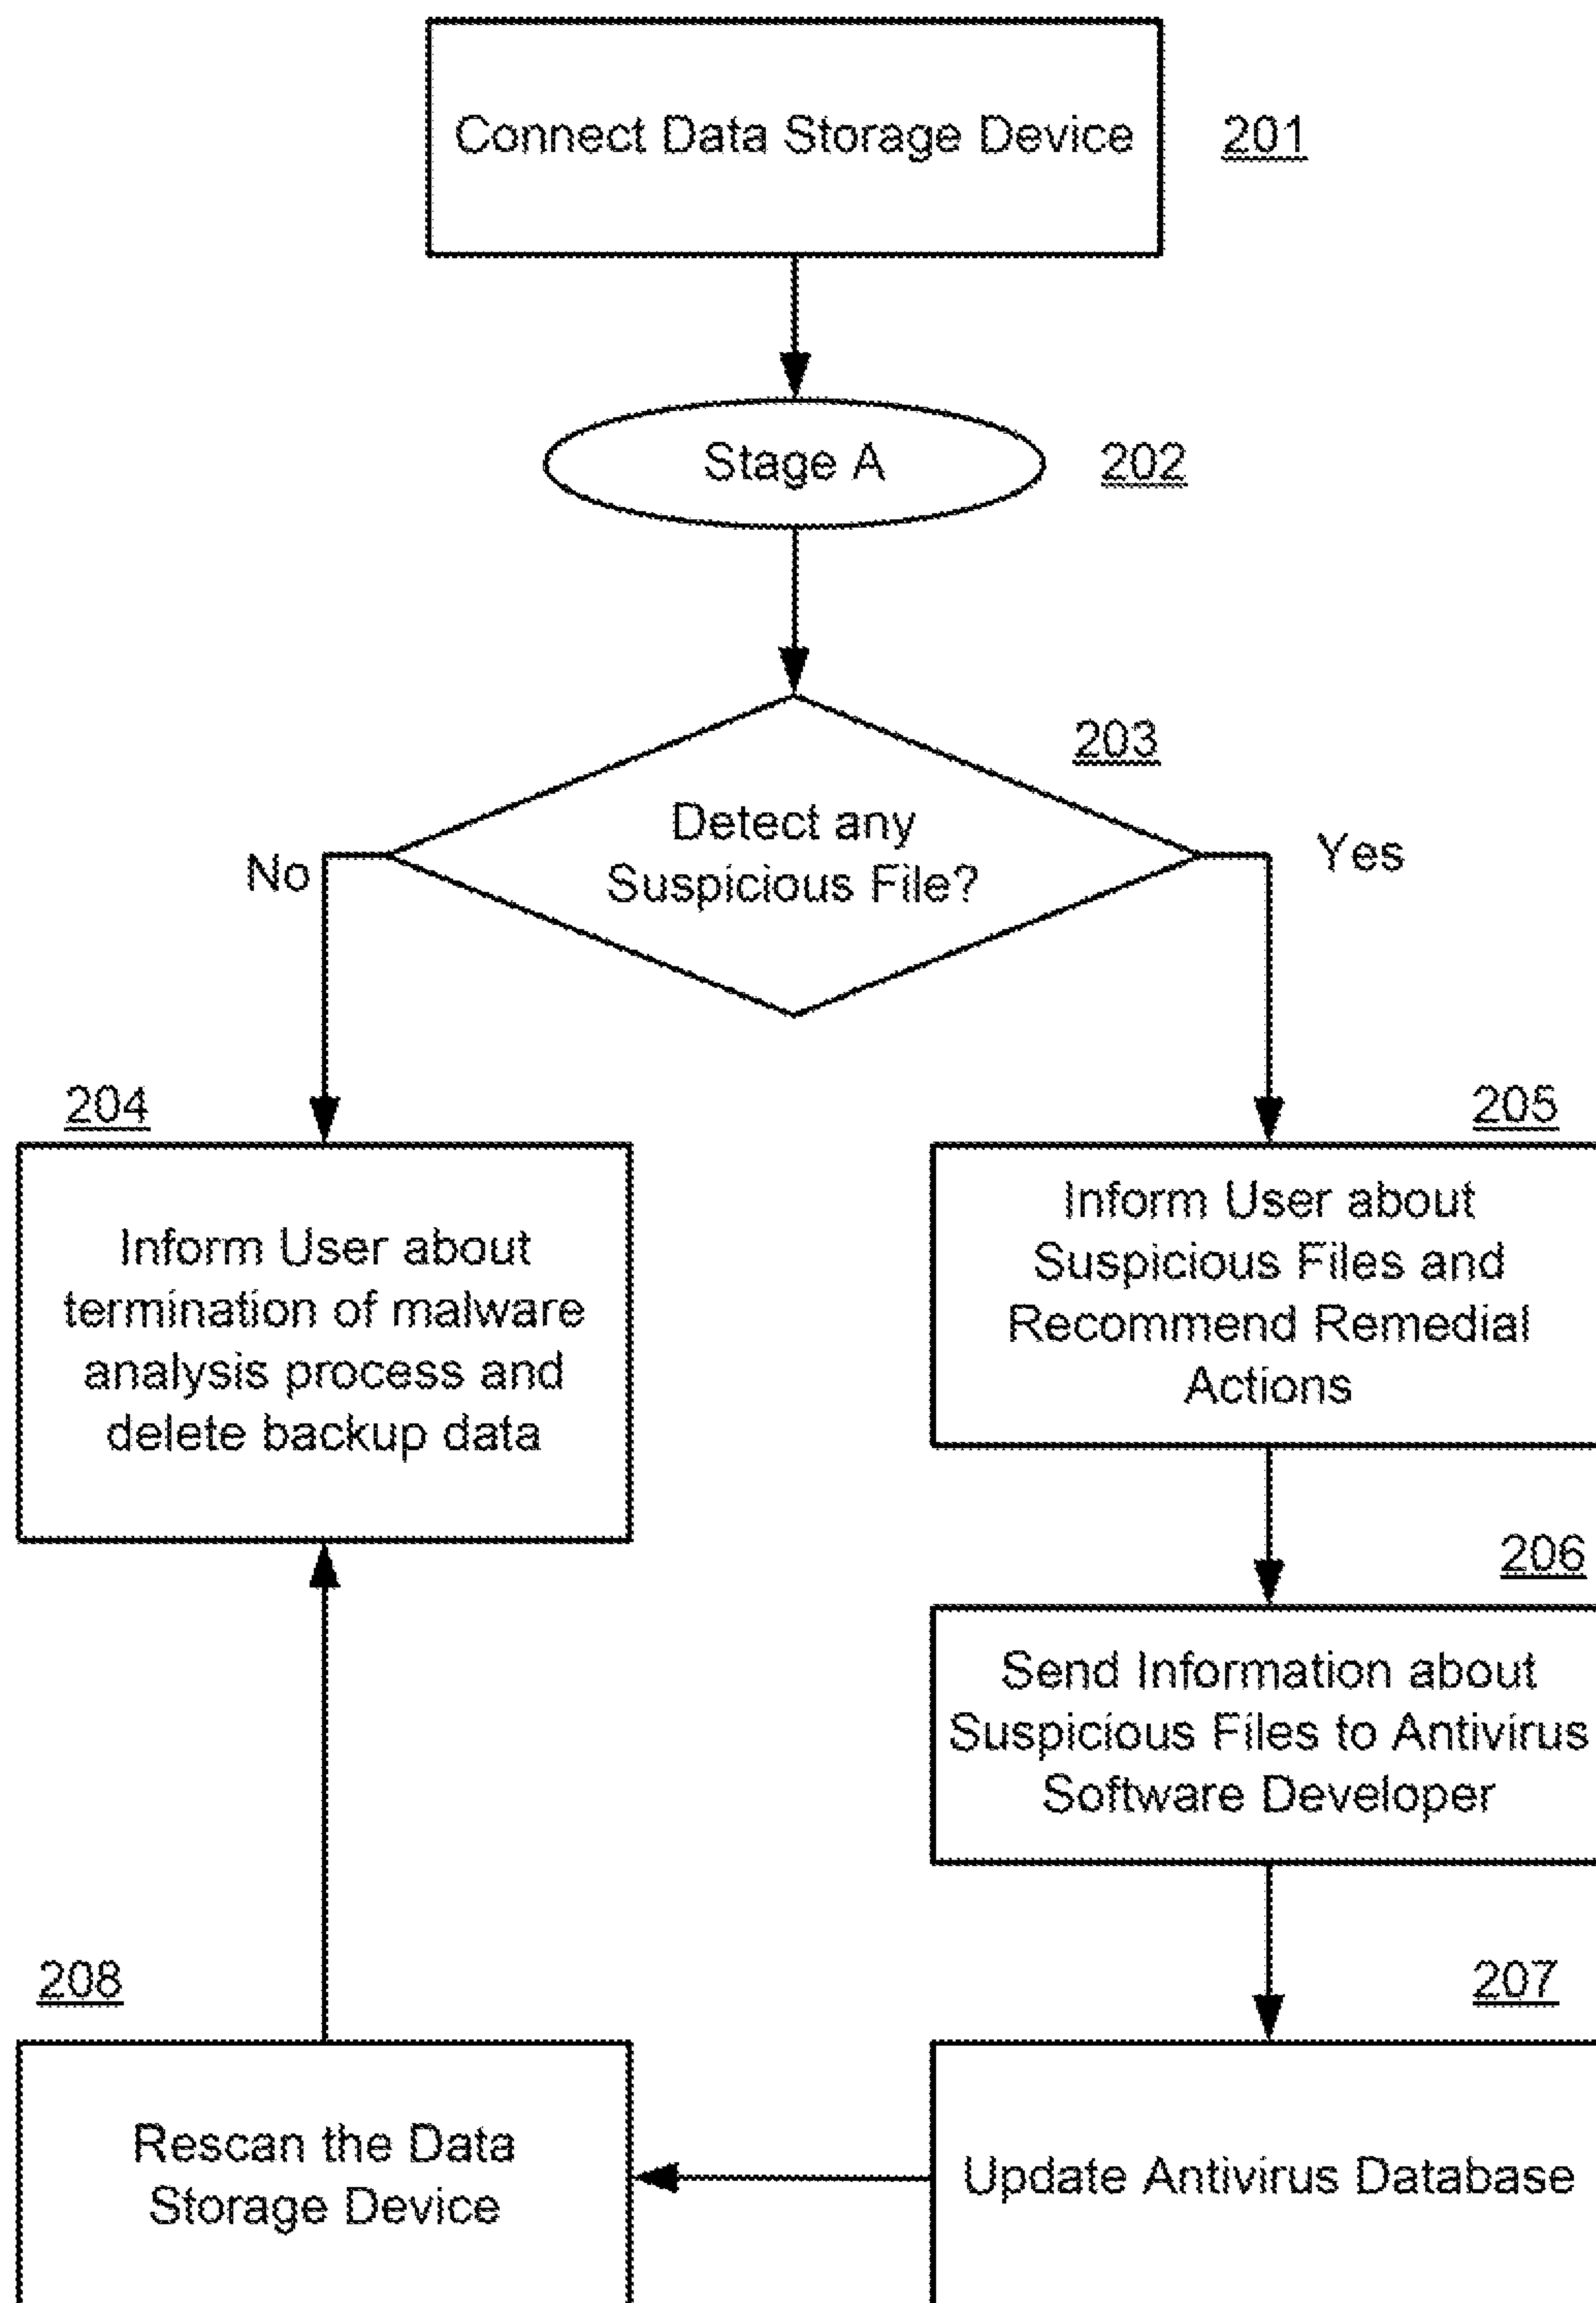 Connect Data Storage Device
201
Stage A
202
203
Detect any
Suspicious File?
No
Yes
204
Inform User about
termination of malware
analysis process and
delete backup data
205
Inform User about
Suspicious Files and
Recommend Remedial
Actions
206
Send Information about
Suspicious Files to Antivirus
Software Developer
208
Rescan the Data
Storage Device
207
Update Antivirus Database